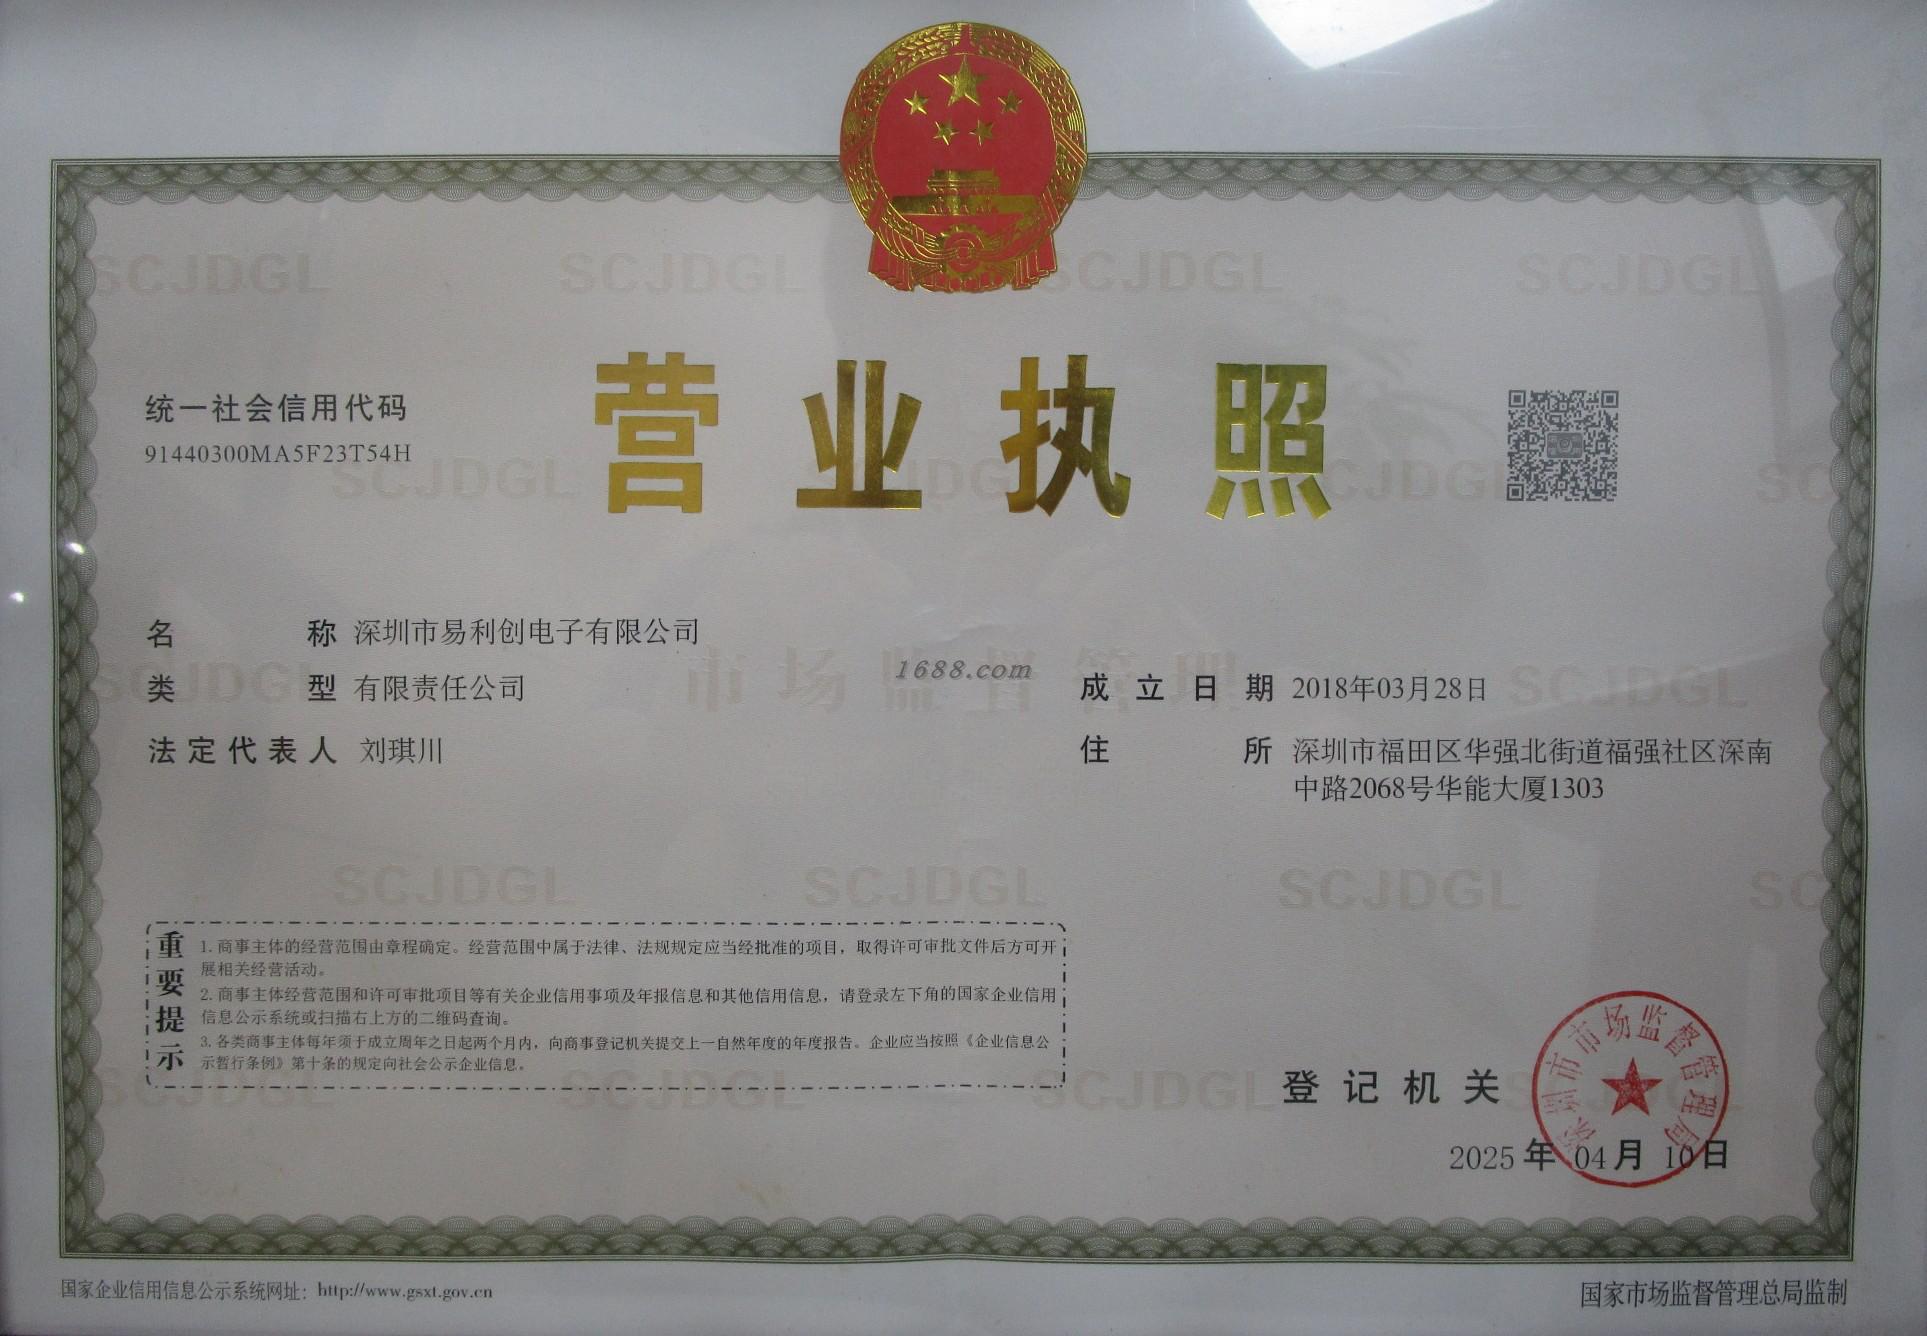 营业执照
统一社会信用代码
91440300MA5F23T54H
名称 深圳市易利创电子有限公司
类型 有限责任公司
法定代表人 刘琪川
成立日期 2018年03月28日
住所 深圳市福田区华强北街道福强社区深南
中路2068号华能大厦1303
1688.com
市场监督管理
SCJDGL
重要提示
1. 商事主体的经营范围由章程确定。经营范围中属于法律、法规规定应当经批准的项目，取得许可审批文件后方可开
展相关经营活动。
2. 商事主体经营范围和许可审批项目等有关企业信用事项及年报信息和其他信用信息，请登录左下角的国家企业信用
信息公示系统或扫描右上方的二维码查询。
3. 各类商事主体每年须于成立周年之日起两个月内，向商事登记机关提交上一自然年度的年度报告。企业应当按照《企业信息公
示暂行条例》第十条的规定向社会公示企业信息。
登记机关
深圳市市场监督管理局
2025年04月10日
国家企业信用信息公示系统网址：http://www.gsxt.gov.cn
国家市场监督管理总局监制